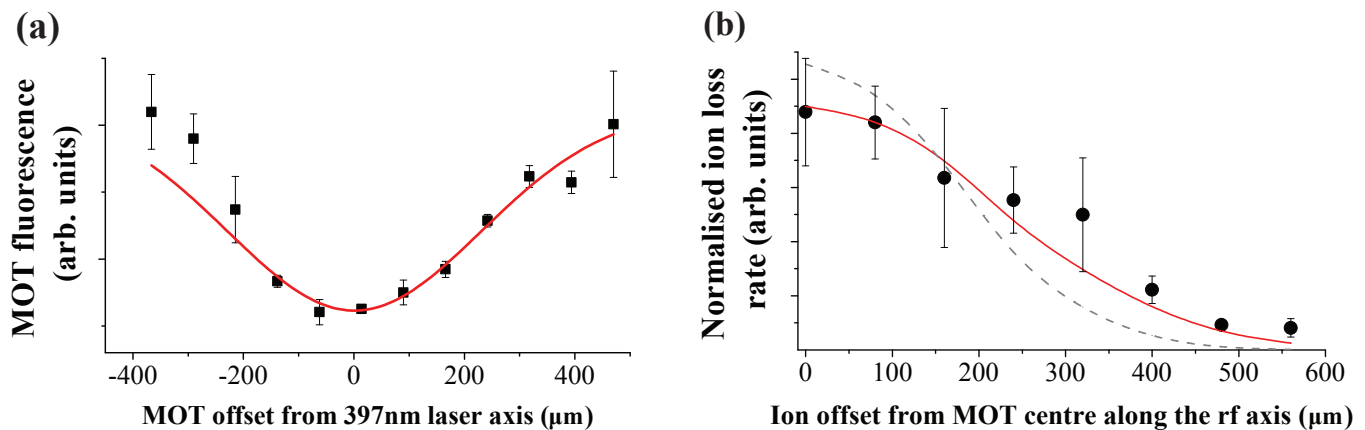 (a)
MOT fluorescence
(arb. units)
-400 -200 0 200 400
MOT offset from 397nm laser axis (μm)
(b)
Normalised ion loss
rate (arb. units)
0 100 200 300 400 500 600
Ion offset from MOT centre along the rf axis (μm)